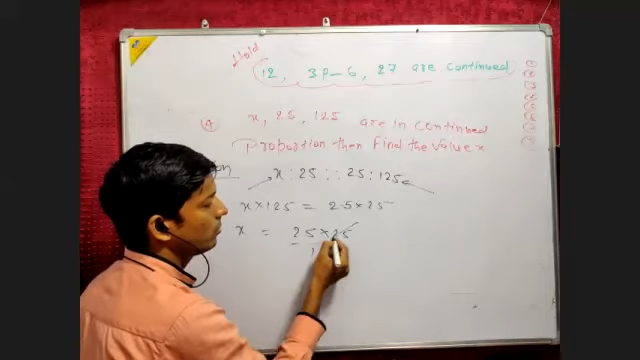 12, 3P-6, 27 are continued
14 x, 25, 125 are in continued
Proportion then find the value x
x : 25 :: 25 : 125
x × 125 = 25 × 25
x = 25 × 25